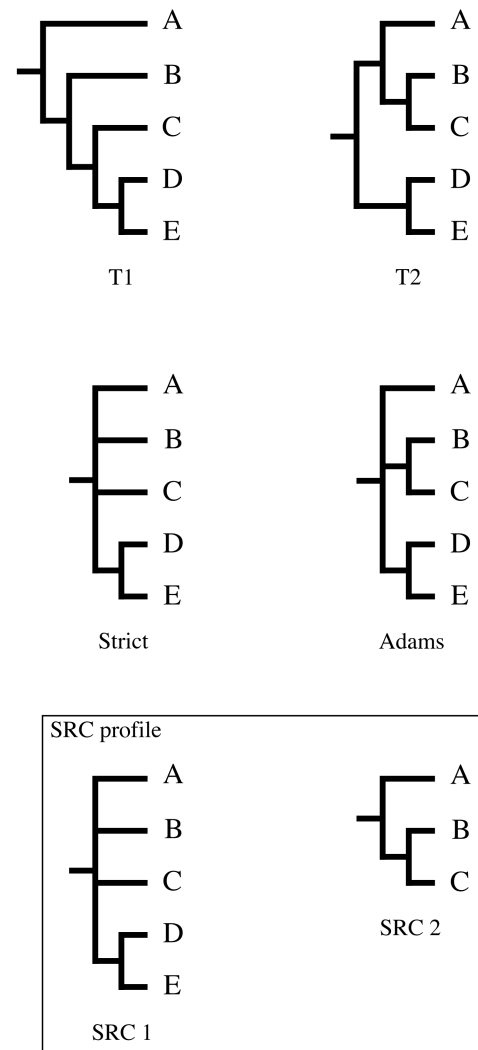 A A
B B
C C
D D
E E
T1 T2
A A
B B
C C
D D
E E
Strict Adams
SRC profile
A A
B B
C C
SRC 2
D
E
SRC 1